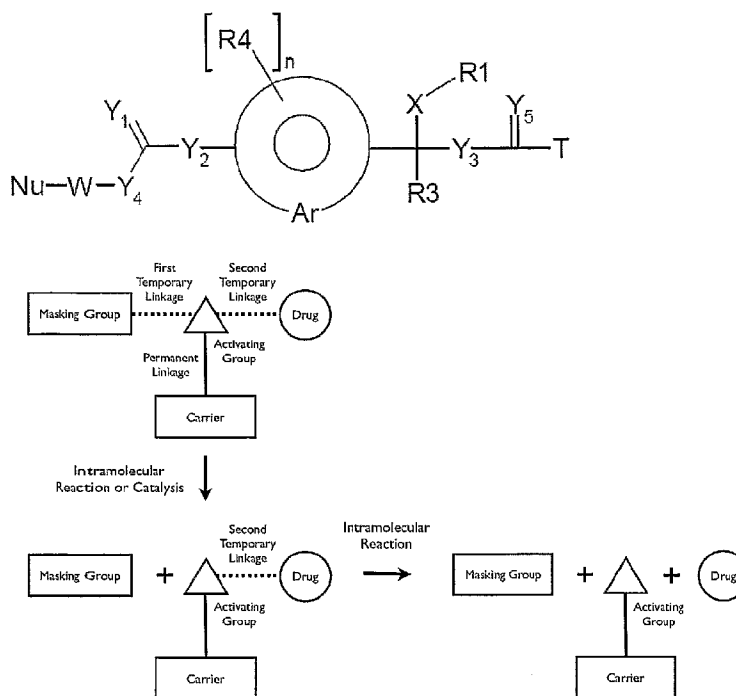 [R4]n
R1
Y1
X
Y5
Y2
Y3
T
Nu-W-Y4
R3
Ar
First
Temporary
Linkage
Second
Temporary
Linkage
Masking Group
Drug
Activating
Group
Permanent
Linkage
Carrier
Intramolecular
Reaction or Catalysis
Second
Temporary
Linkage
Intramolecular
Reaction
Masking Group
+
Drug
Masking Group
+
+
Drug
Activating
Group
Activating
Group
Carrier
Carrier